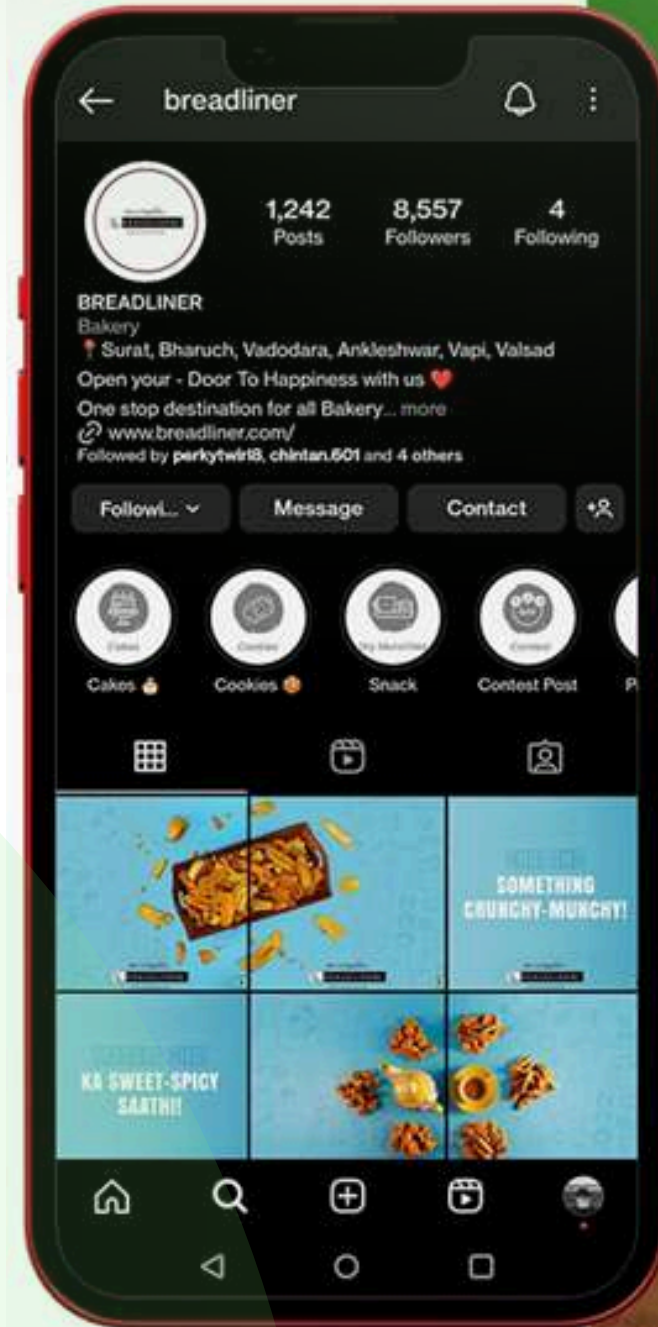 breadliner
1,242 8,557 4
Posts Followers Following
BREADLINER
Bakery
Surat, Bharuch, Vadodara, Ankleshwar, Vapi, Valsad
Open your - Door To Happiness with us ❤️
One stop destination for all Bakery... more
www.breadliner.com/
Followed by perkytwirl8, chintan.601 and 4 others
Followi... Message Contact
Cakes Cookies Contest
Cakes 🎂 Cookies 🍪 Snack Contest Post P
SOMETHING
CRUNCHY-MUNCHY!
KA SWEET-SPICY
SAATHI!